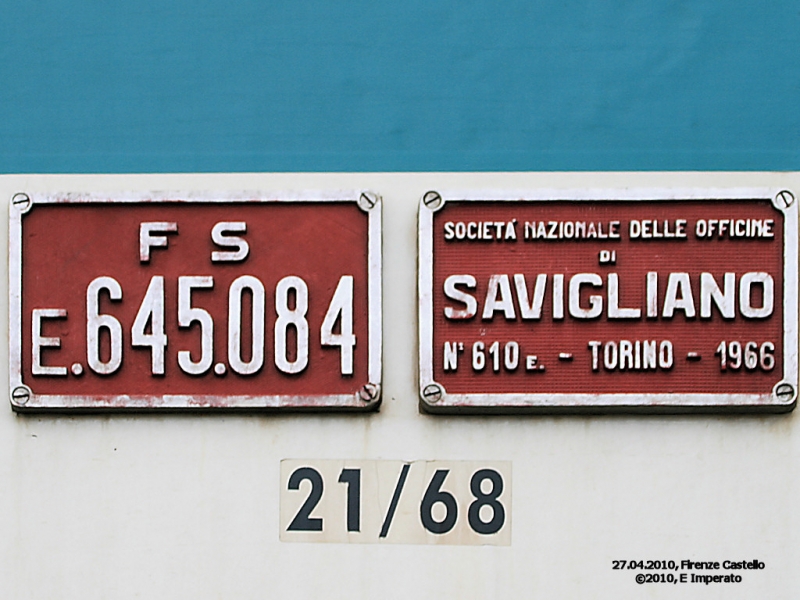 F S
E.645.084
SOCIETÁ NAZIONALE DELLE OFFICINE
DI
SAVIGLIANO
N° 610 E. - TORINO - 1966
21/68
27.04.2010, Firenze Castello
©2010, E Imperato